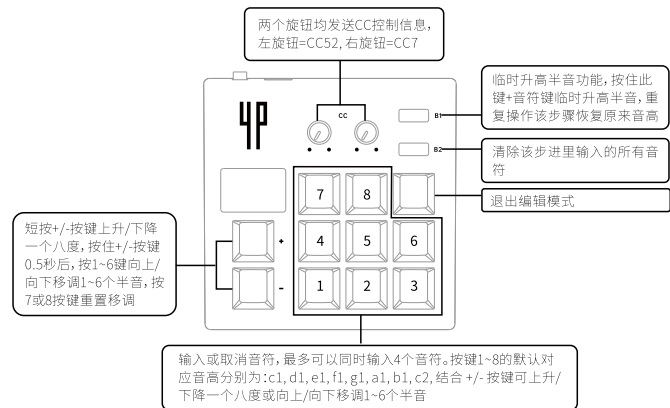 两个旋钮均发送CC控制信息，
左旋钮=CC52, 右旋钮=CC7
临时升高半音功能, 按住此
键+音符键临时升高半音, 重
复操作该步骤恢复原来音高
CC
B1
YP
B2
清除该步进里输入的所有音
符
7
8
退出编辑模式
短按+/-按键上升/下降
一个八度, 按住+/-按键
0.5秒后, 按1~6键向上/
向下移调1~6个半音, 按
7或8按键重置移调
+
4
5
6
-
1
2
3
输入或取消音符, 最多可以同时输入4个音符。按键1~8的默认对
应音高分别为:c1, d1, e1, f1, g1, a1, b1, c2, 结合 +/- 按键可上升/
下降一个八度或向上/向下移调1~6个半音